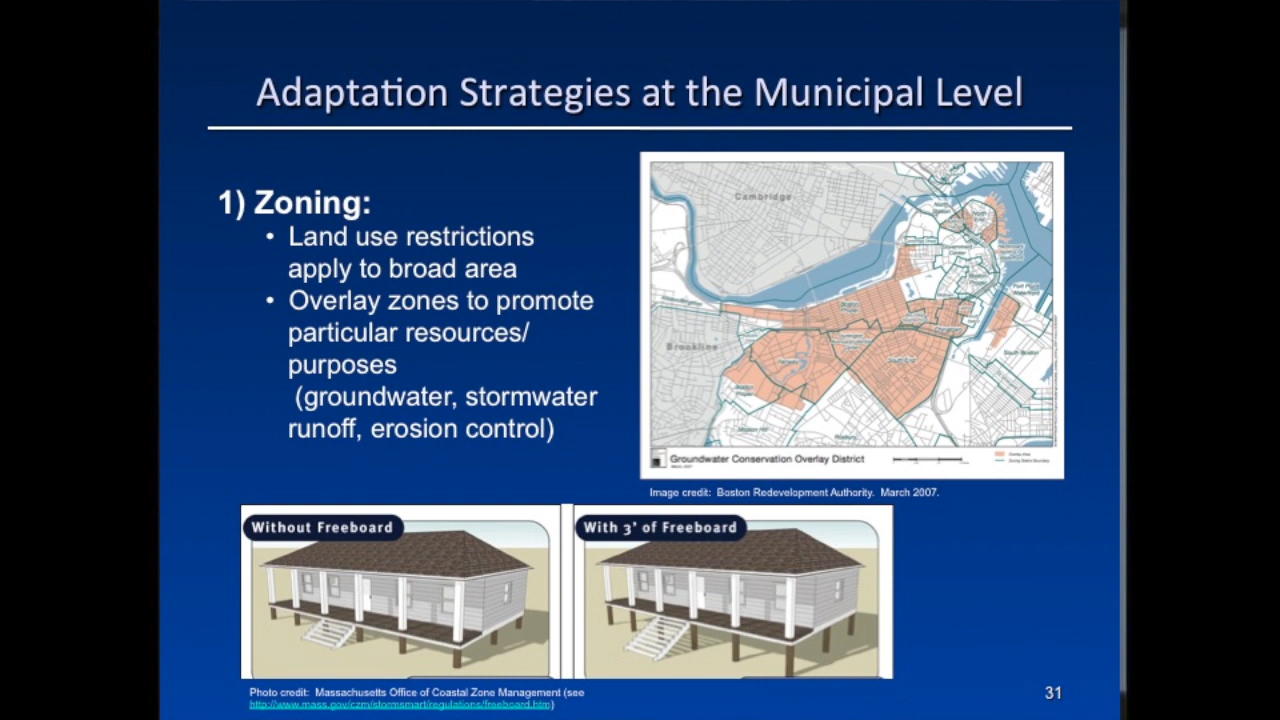 Adaptation Strategies at the Municipal Level
1) Zoning:
• Land use restrictions
apply to broad area
• Overlay zones to promote
particular resources/
purposes
(groundwater, stormwater
runoff, erosion control)
Cambridge
Brookline
South End
South Boston
Groundwater Conservation Overlay District
Image credit: Boston Redevelopment Authority. March 2007.
Without Freeboard
With 3' of Freeboard
Photo credit: Massachusetts Office of Coastal Zone Management (see
http://www.mass.gov/czm/stormsmart/regulations/freeboard.htm)
31